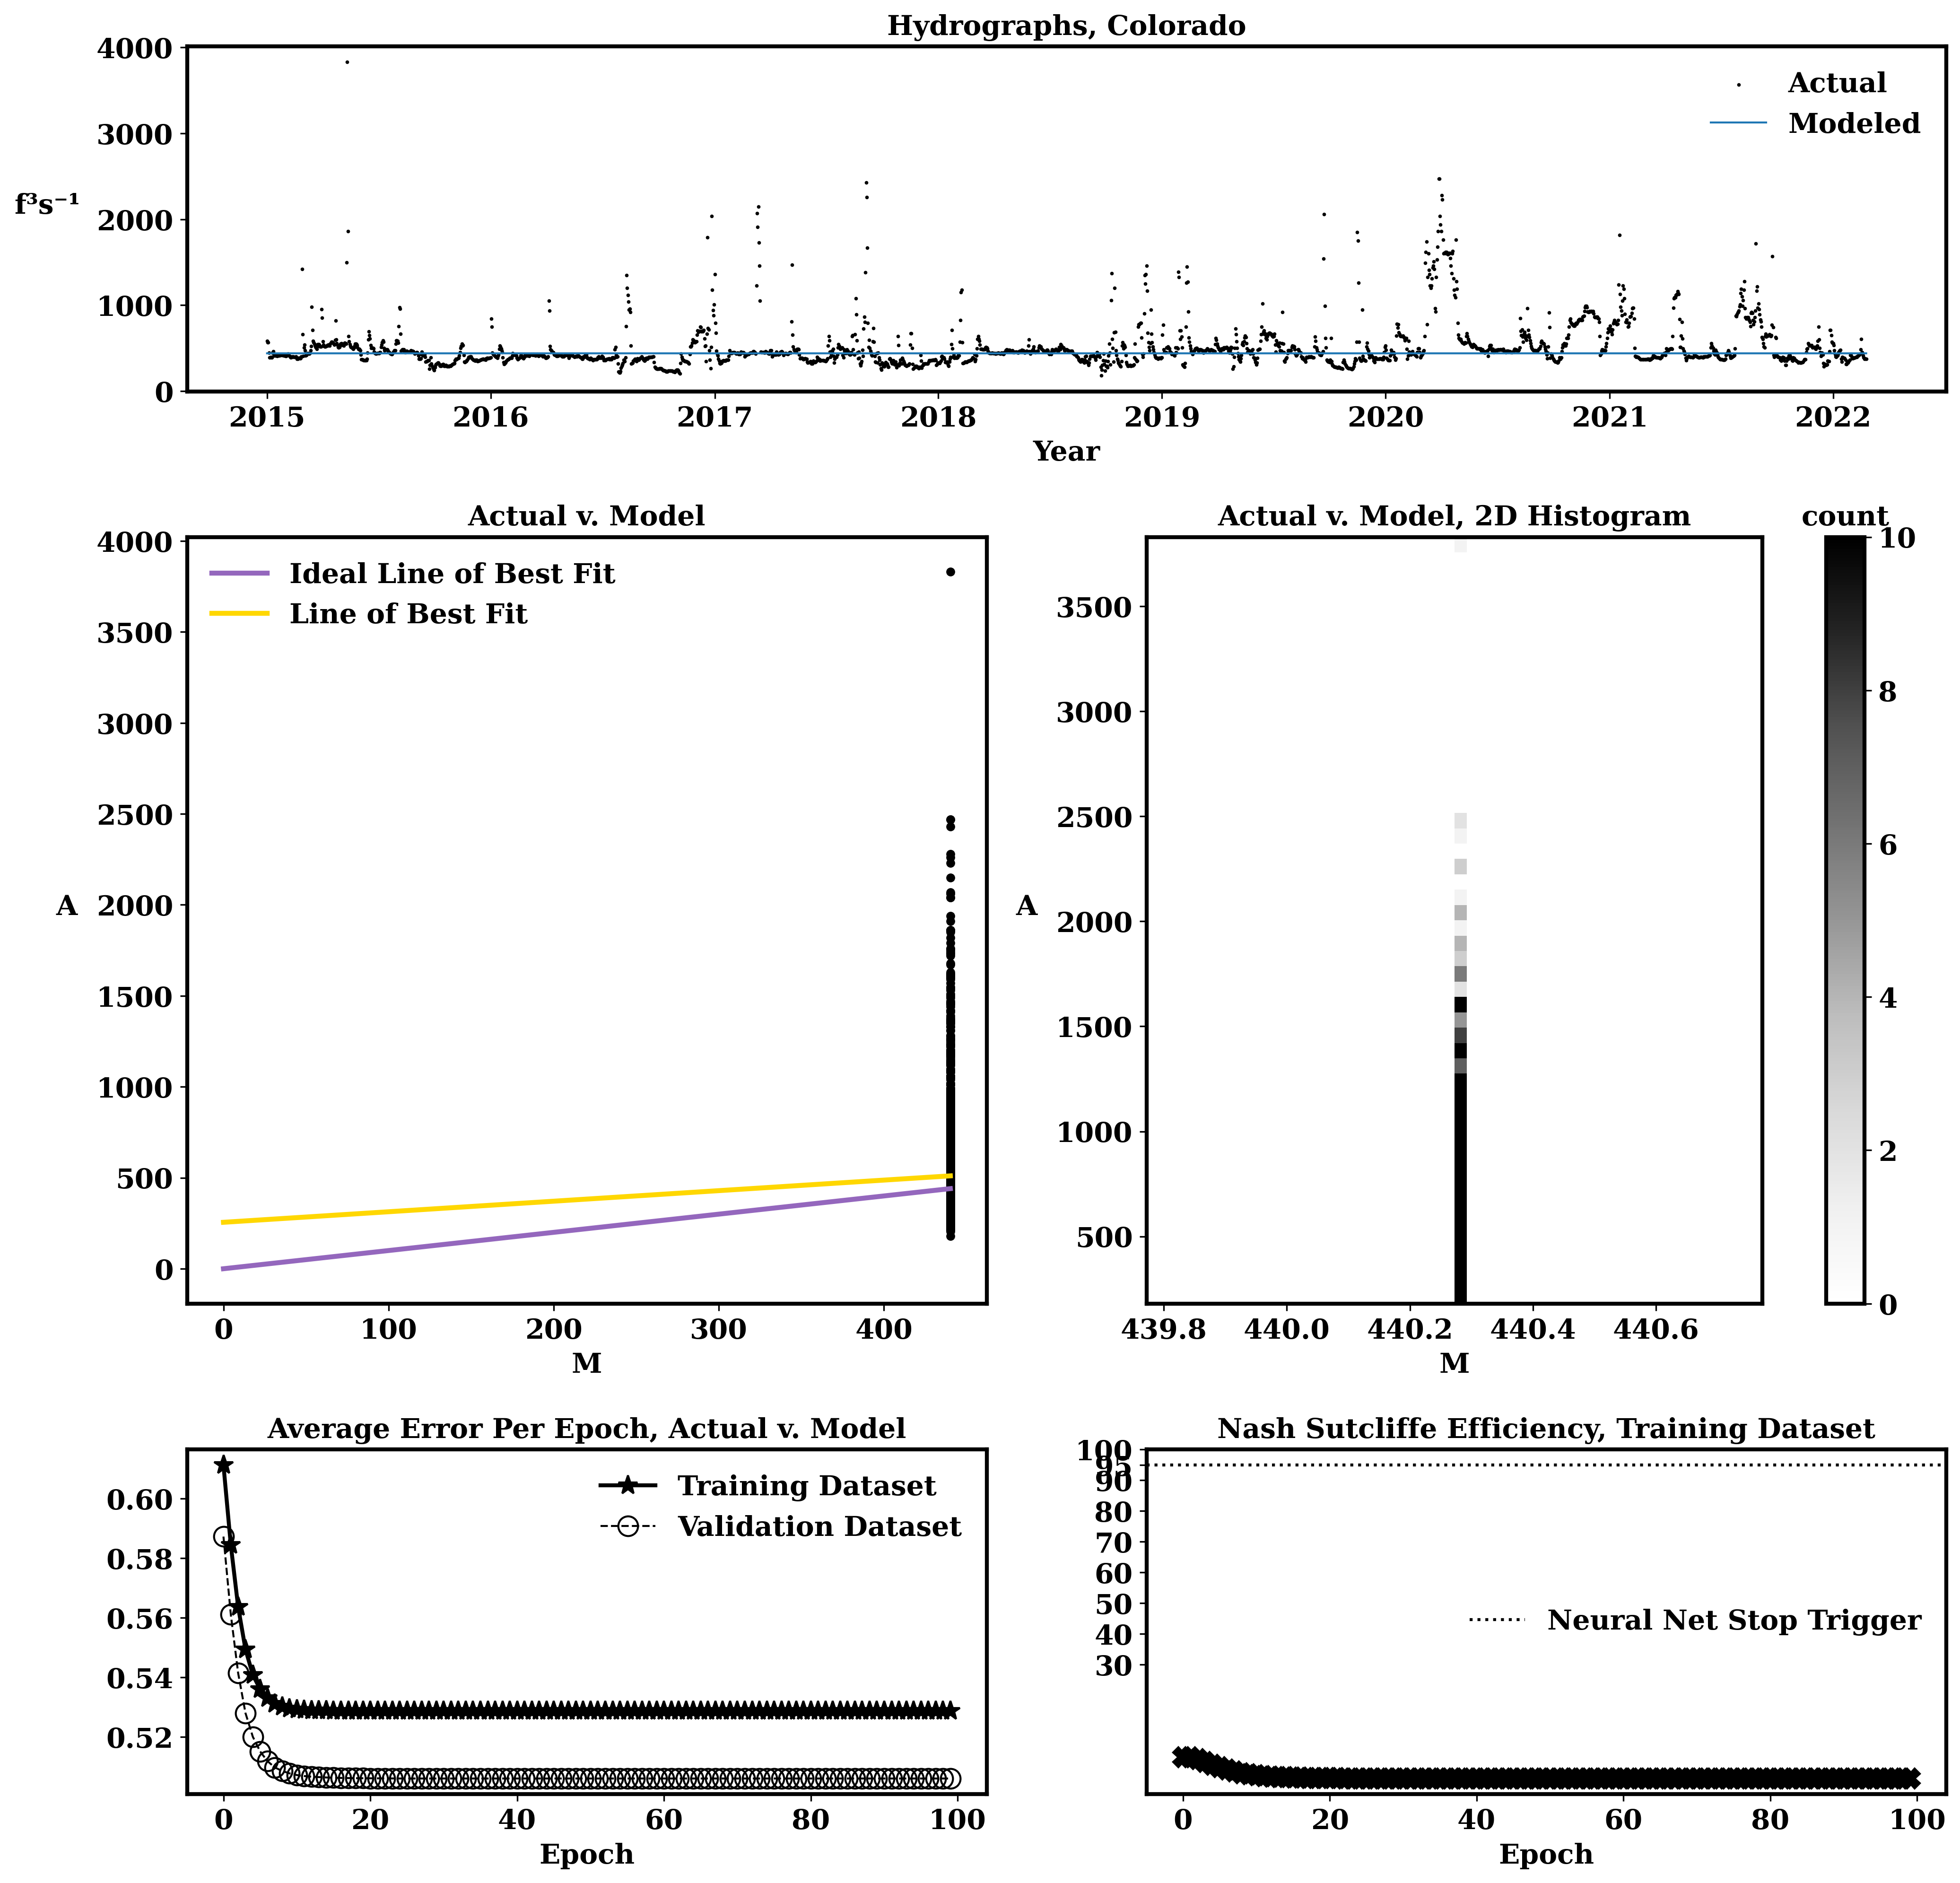 Hydrographs, Colorado
4000
3000
2000
1000
0
f³s⁻¹
Actual
Modeled
2015 2016 2017 2018 2019 2020 2021 2022
Year
Actual v. Model
4000
3500
3000
2500
2000
1500
1000
500
0
A
Ideal Line of Best Fit
Line of Best Fit
0 100 200 300 400
M
Actual v. Model, 2D Histogram
3500
3000
2500
2000
1500
1000
500
A
439.8 440.0 440.2 440.4 440.6
M
count
10
8
6
4
2
0
Average Error Per Epoch, Actual v. Model
0.60
0.58
0.56
0.54
0.52
Training Dataset
Validation Dataset
0 20 40 60 80 100
Epoch
Nash Sutcliffe Efficiency, Training Dataset
100
95
90
80
70
60
50
40
30
Neural Net Stop Trigger
0 20 40 60 80 100
Epoch